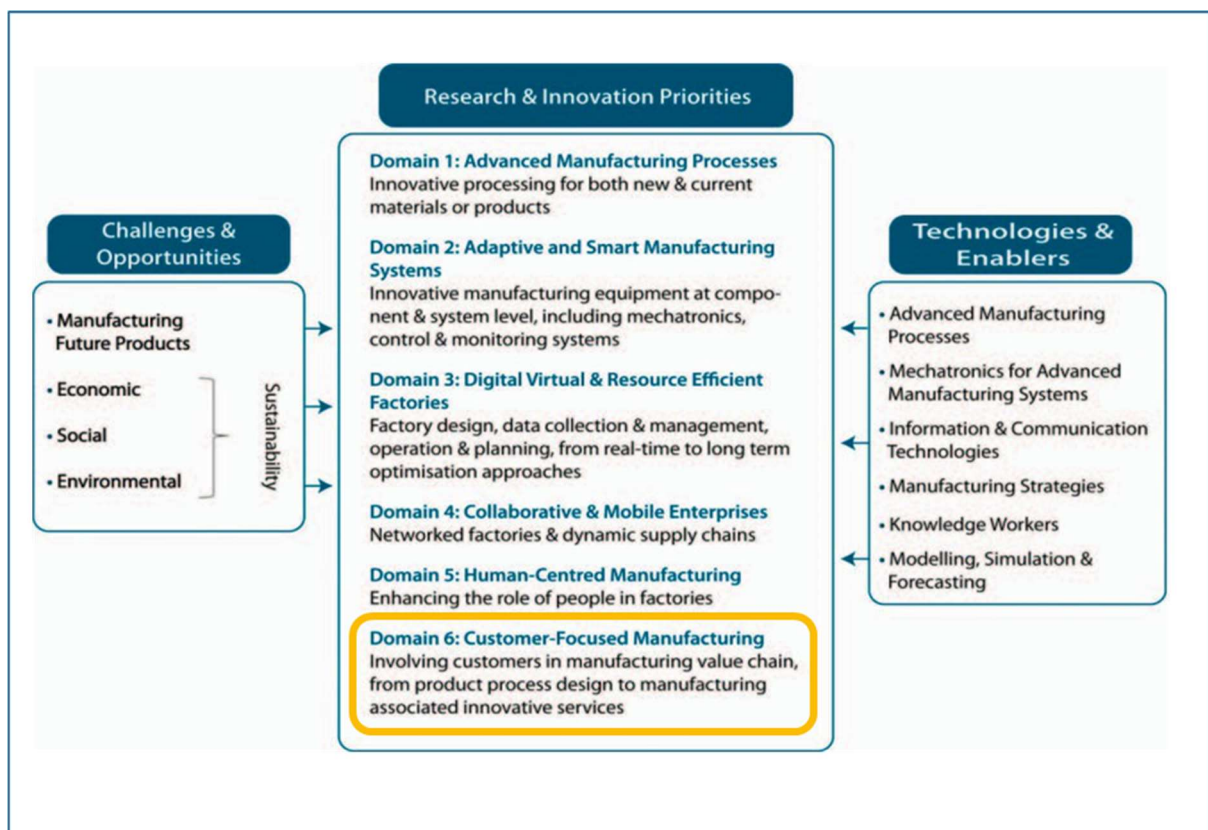 Research & Innovation Priorities
Challenges &
Opportunities
• Manufacturing
Future Products
• Economic
• Social
• Environmental
Sustainability
Domain 1: Advanced Manufacturing Processes
Innovative processing for both new & current
materials or products
Domain 2: Adaptive and Smart Manufacturing
Systems
Innovative manufacturing equipment at compo-
nent & system level, including mechatronics,
control & monitoring systems
Domain 3: Digital Virtual & Resource Efficient
Factories
Factory design, data collection & management,
operation & planning, from real-time to long term
optimisation approaches
Domain 4: Collaborative & Mobile Enterprises
Networked factories & dynamic supply chains
Domain 5: Human-Centred Manufacturing
Enhancing the role of people in factories
Domain 6: Customer-Focused Manufacturing
Involving customers in manufacturing value chain,
from product process design to manufacturing
associated innovative services
Technologies &
Enablers
• Advanced Manufacturing
Processes
• Mechatronics for Advanced
Manufacturing Systems
• Information & Communication
Technologies
• Manufacturing Strategies
• Knowledge Workers
• Modelling, Simulation &
Forecasting